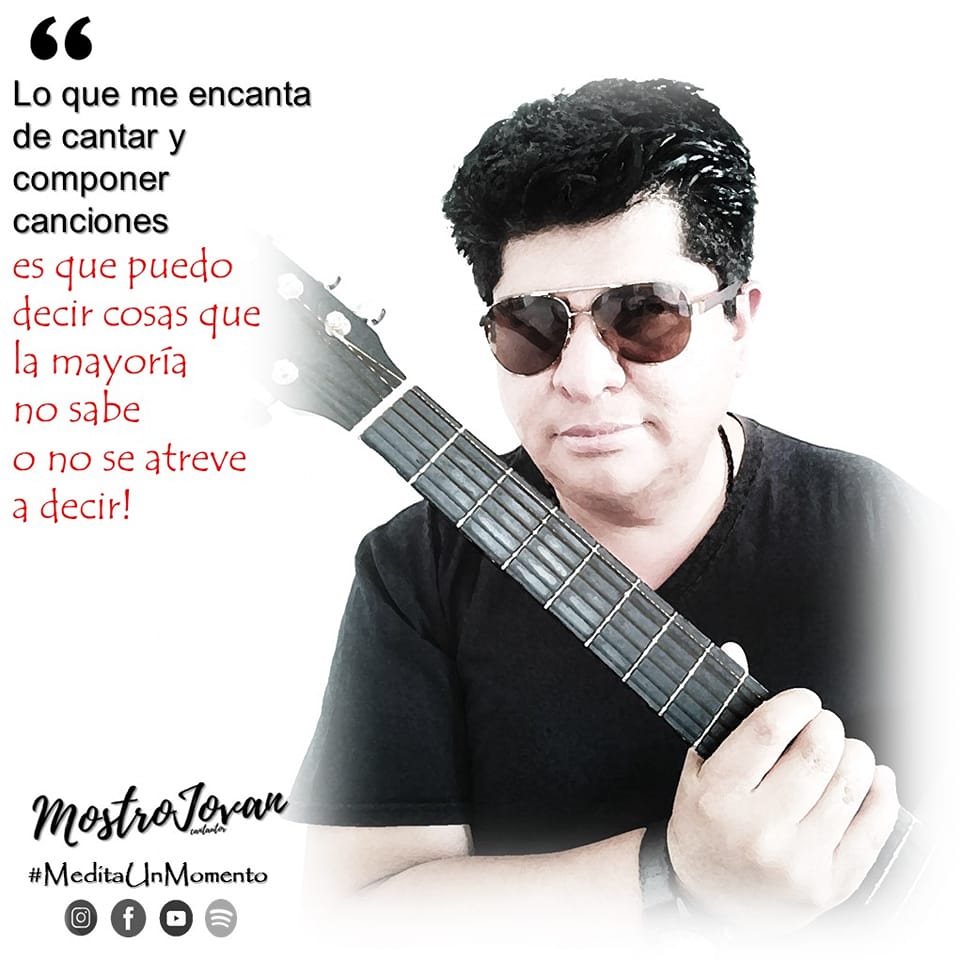 “
Lo que me encanta
de cantar y
componer
canciones
es que puedo
decir cosas que
la mayoría
no sabe
o no se atreve
a decir!
MostroJovan
cantautor
#MeditaUnMomento